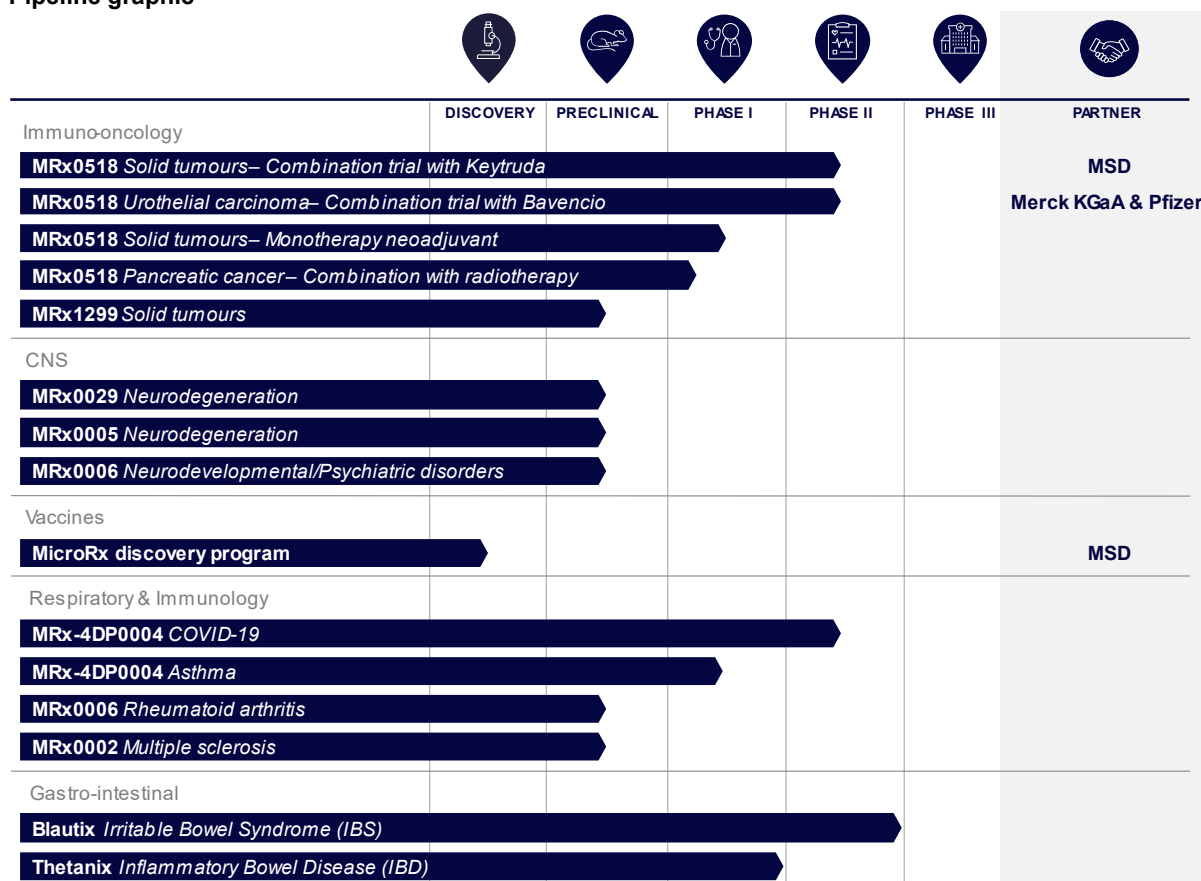 DISCOVERY PRECLINICAL PHASE I PHASE II PHASE III PARTNER
Immuno-oncology
MRx0518 Solid tumours– Combination trial with Keytruda MSD
MRx0518 Urothelial carcinoma– Combination trial with Bavencio Merck KGaA & Pfizer
MRx0518 Solid tumours– Monotherapy neoadjuvant
MRx0518 Pancreatic cancer– Combination with radiotherapy
MRx1299 Solid tumours
CNS
MRx0029 Neurodegeneration
MRx0005 Neurodegeneration
MRx0006 Neurodevelopmental/Psychiatric disorders
Vaccines
MicroRx discovery program MSD
Respiratory & Immunology
MRx-4DP0004 COVID-19
MRx-4DP0004 Asthma
MRx0006 Rheumatoid arthritis
MRx0002 Multiple sclerosis
Gastro-intestinal
Blautix Irritable Bowel Syndrome (IBS)
Thetanix Inflammatory Bowel Disease (IBD)